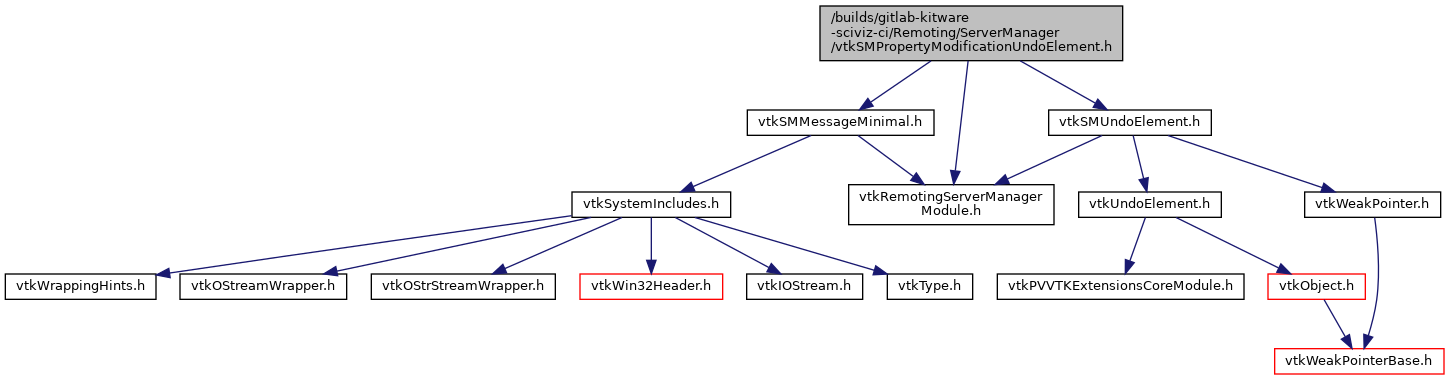 /builds/gitlab-kitware
-sciviz-ci/Remoting/ServerManager
/vtkSMPropertyModificationUndoElement.h
vtkSMMessageMinimal.h
vtkSMUndoElement.h
vtkSystemIncludes.h
vtkRemotingServerManager
Module.h
vtkUndoElement.h
vtkWeakPointer.h
vtkWrappingHints.h
vtkOStreamWrapper.h
vtkOStrStreamWrapper.h
vtkWin32Header.h
vtkIOStream.h
vtkType.h
vtkPVVTKExtensionsCoreModule.h
vtkObject.h
vtkWeakPointerBase.h